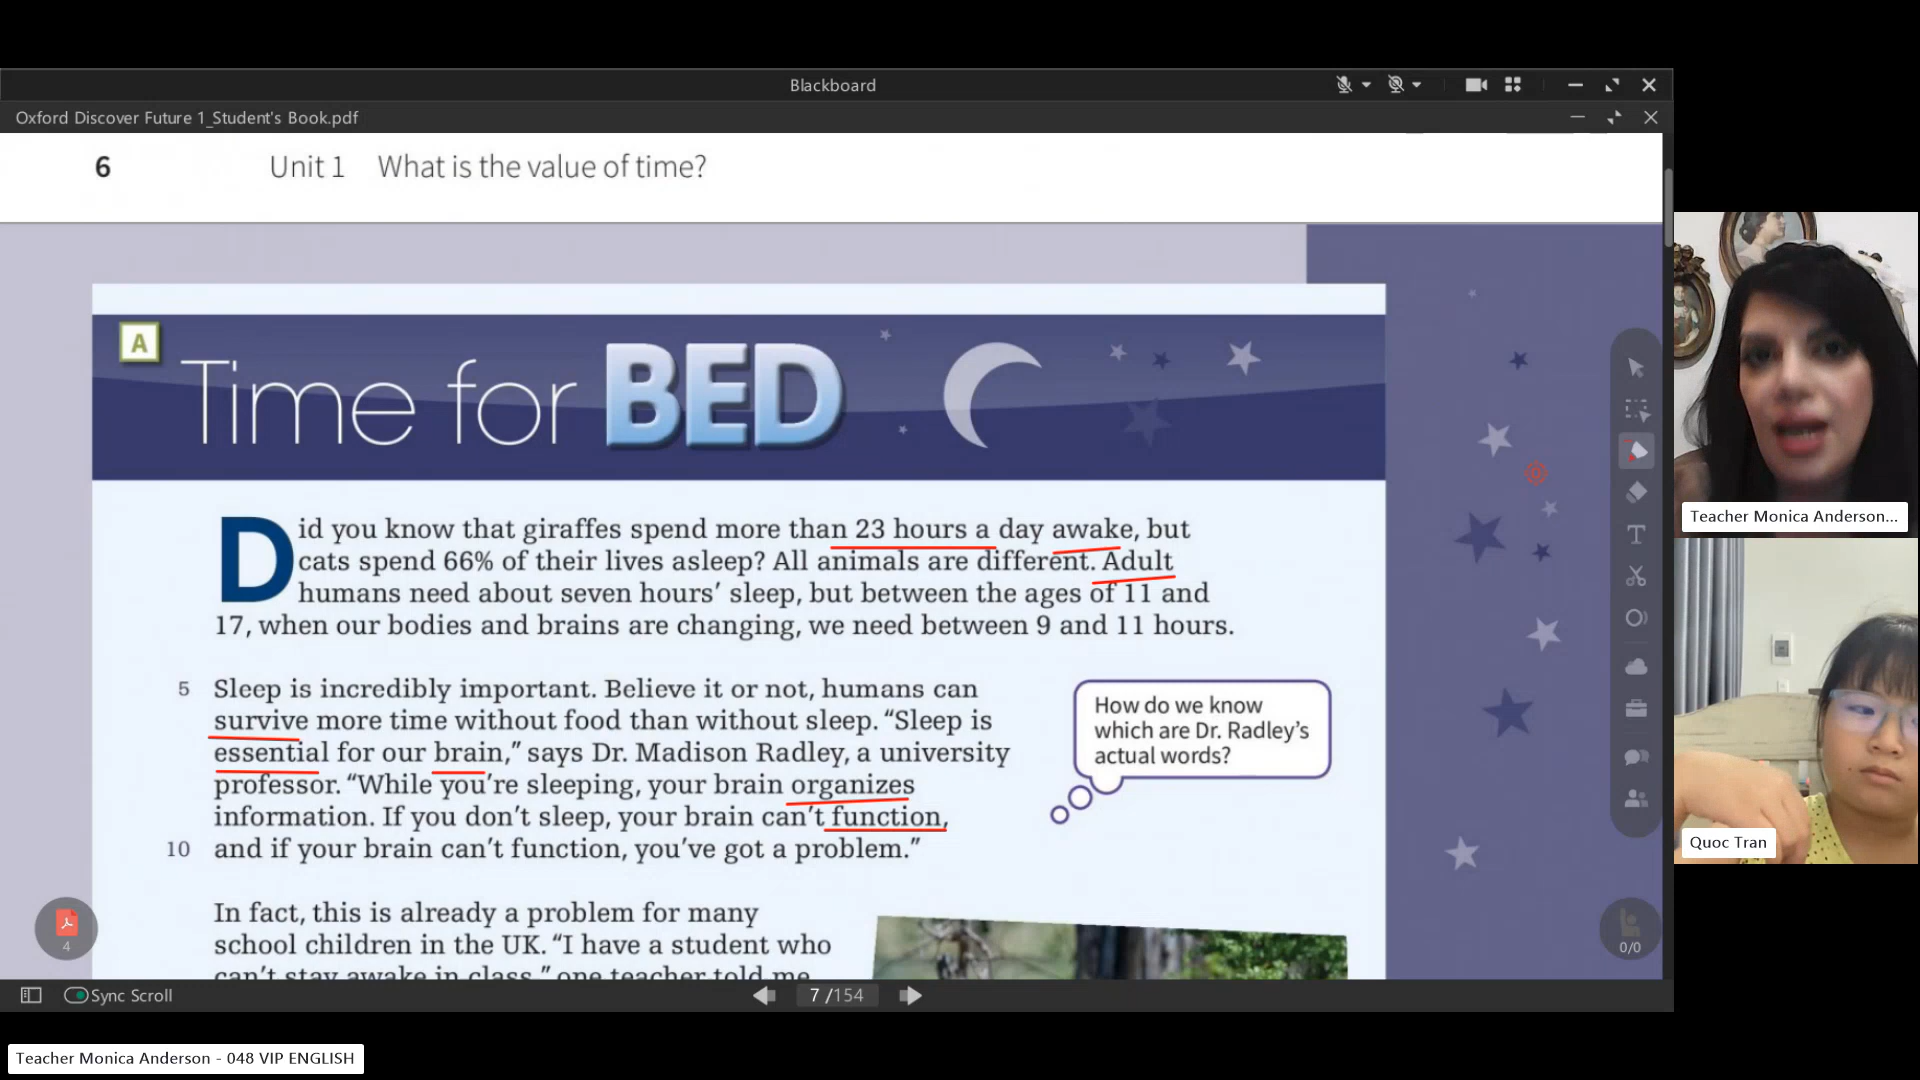 Blackboard
Oxford Discover Future 1_Student's Book.pdf
6 Unit 1 What is the value of time?
A
Time for BED
Did you know that giraffes spend more than 23 hours a day awake, but
cats spend 66% of their lives asleep? All animals are different. Adult
humans need about seven hours' sleep, but between the ages of 11 and
17, when our bodies and brains are changing, we need between 9 and 11 hours.
5 Sleep is incredibly important. Believe it or not, humans can
survive more time without food than without sleep. “Sleep is
essential for our brain,” says Dr. Madison Radley, a university
professor. “While you're sleeping, your brain organizes
information. If you don't sleep, your brain can't function,
10 and if your brain can't function, you've got a problem.”
How do we know
which are Dr. Radley's
actual words?
In fact, this is already a problem for many
school children in the UK. “I have a student who
can't stay awake in class,” one teacher told me
4
0/0
Sync Scroll
7 /154
Teacher Monica Anderson...
Quoc Tran
Teacher Monica Anderson - 048 VIP ENGLISH